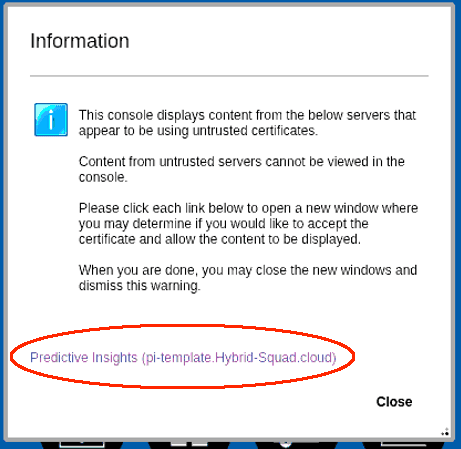 Information
This console displays content from the below servers that
appear to be using untrusted certificates.
Content from untrusted servers cannot be viewed in the
console.
Please click each link below to open a new window where
you may determine if you would like to accept the
certificate and allow the content to be displayed.
When you are done, you may close the new windows and
dismiss this warning.
Predictive Insights (pi-template.Hybrid-Squad.cloud)
Close